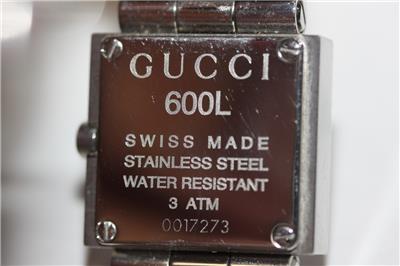 GUCCI
600L
SWISS MADE
STAINLESS STEEL
WATER RESISTANT
3 ATM
0017273